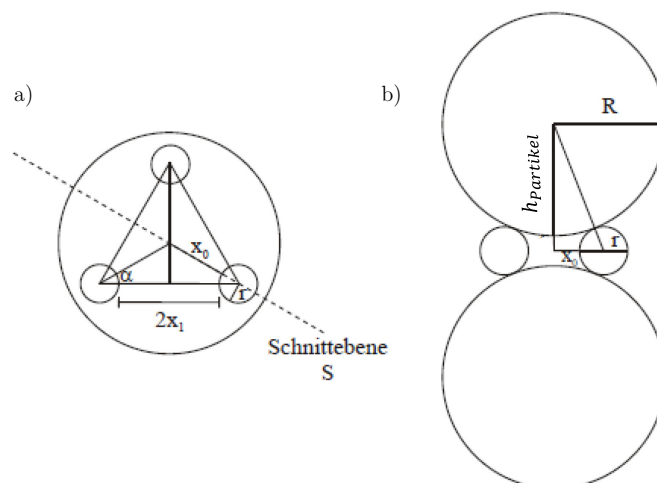 a)
x₀
α
r
2x₁
Schnittebene
S
b)
R
h_Partikel
r
x₀